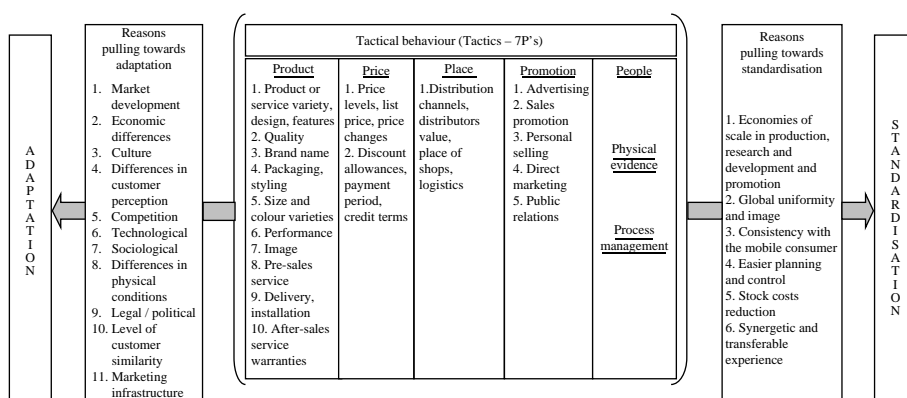 A
D
A
P
T
A
T
I
O
N
Reasons
pulling towards
adaptation
1. Market
development
2. Economic
differences
3. Culture
4. Differences in
customer
perception
5. Competition
6. Technological
7. Sociological
8. Differences in
physical
conditions
9. Legal / political
10. Level of
customer
similarity
11. Marketing
infrastructure
Tactical behaviour (Tactics – 7P's)
Product
1. Product or
service variety,
design, features
2. Quality
3. Brand name
4. Packaging,
styling
5. Size and
colour varieties
6. Performance
7. Image
8. Pre-sales
service
9. Delivery,
installation
10. After-sales
service
warranties
Price
1. Price
levels, list
price, price
changes
2. Discount
allowances,
payment
period,
credit terms
Place
1.Distribution
channels,
distributors
value,
place of
shops,
logistics
Promotion
1. Advertising
2. Sales
promotion
3. Personal
selling
4. Direct
marketing
5. Public
relations
People
Physical
evidence
Process
management
Reasons
pulling towards
standardisation
1. Economies of
scale in production,
research and
development and
promotion
2. Global uniformity
and image
3. Consistency with
the mobile consumer
4. Easier planning
and control
5. Stock costs
reduction
6. Synergetic and
transferable
experience
S
T
A
N
D
A
R
D
I
S
A
T
I
O
N